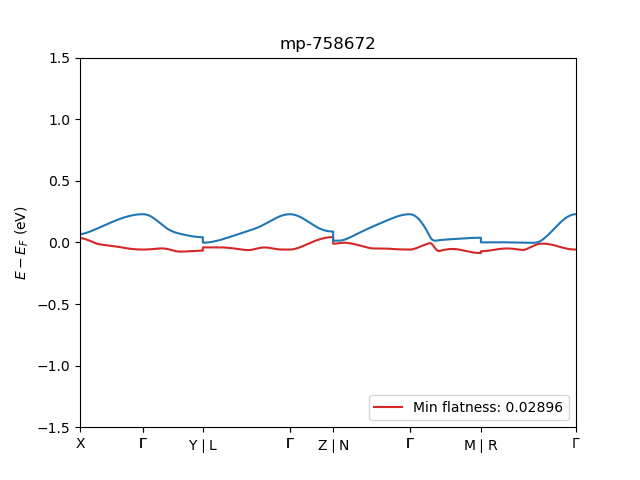 mp-758672
E − E_F (eV)
1.5
1.0
0.5
0.0
−0.5
−1.0
−1.5
Min flatness: 0.02896
X Γ Y | L Γ Z | N Γ M | R Γ